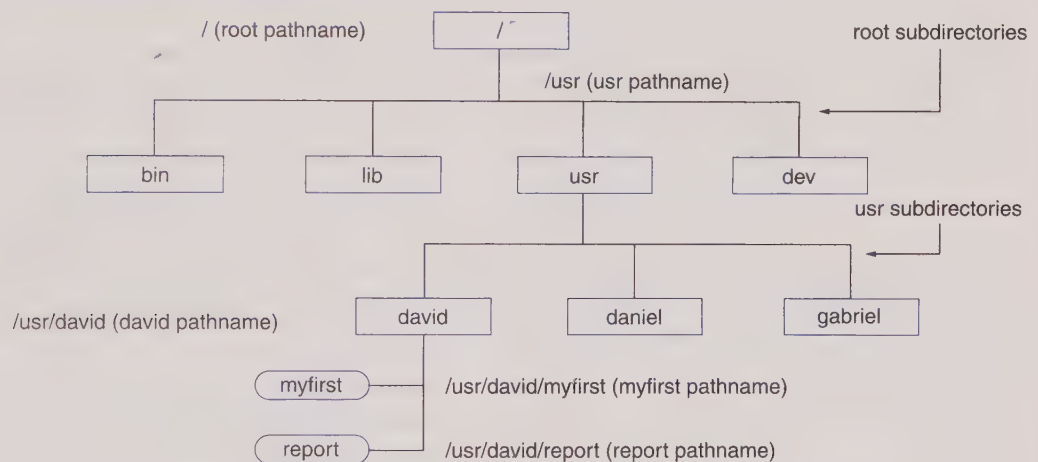 / (root pathname)
/
root subdirectories
/usr (usr pathname)
bin
lib
usr
dev
usr subdirectories
/usr/david (david pathname)
david
daniel
gabriel
myfirst
/usr/david/myfirst (myfirst pathname)
report
/usr/david/report (report pathname)